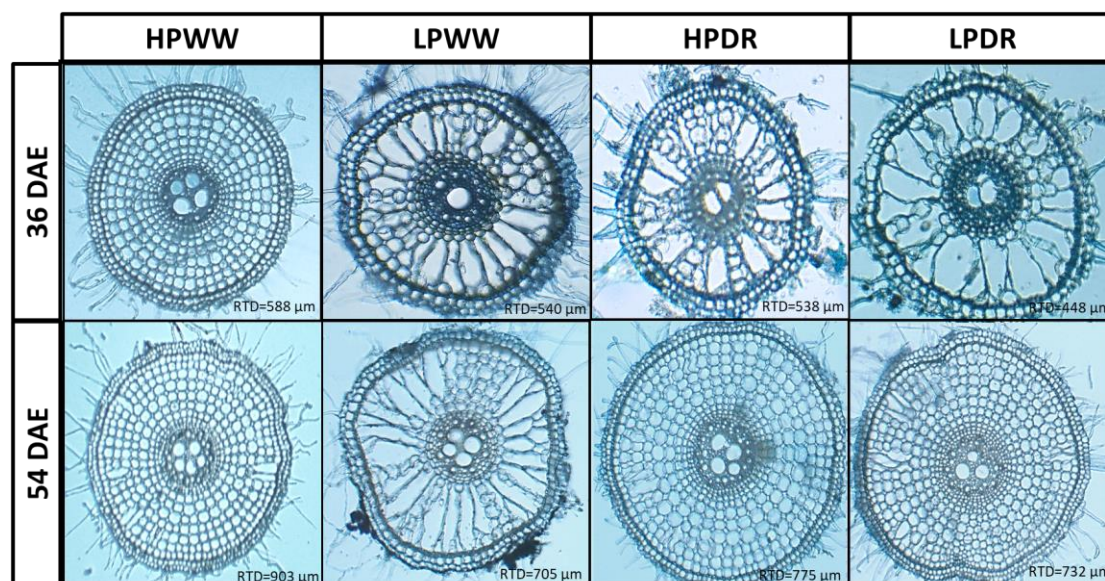 HPWW LPWW HPDR LPDR
36 DAE
RTD=588 μm RTD=540 μm RTD=538 μm RTD=448 μm
54 DAE
RTD=903 μm RTD=705 μm RTD=775 μm RTD=732 μm